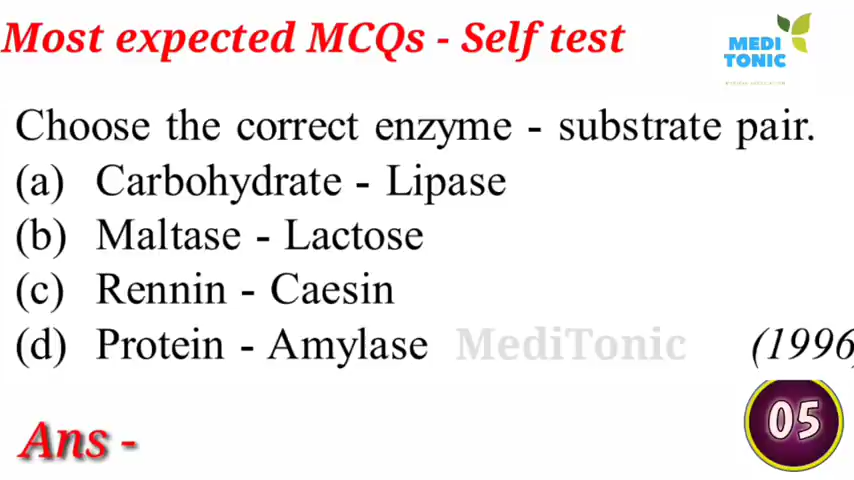 Most expected MCQs - Self test
MEDI
TONIC
Choose the correct enzyme - substrate pair.
(a) Carbohydrate - Lipase
(b) Maltase - Lactose
(c) Rennin - Caesin
(d) Protein - Amylase MediTonic (1996)
Ans -
05